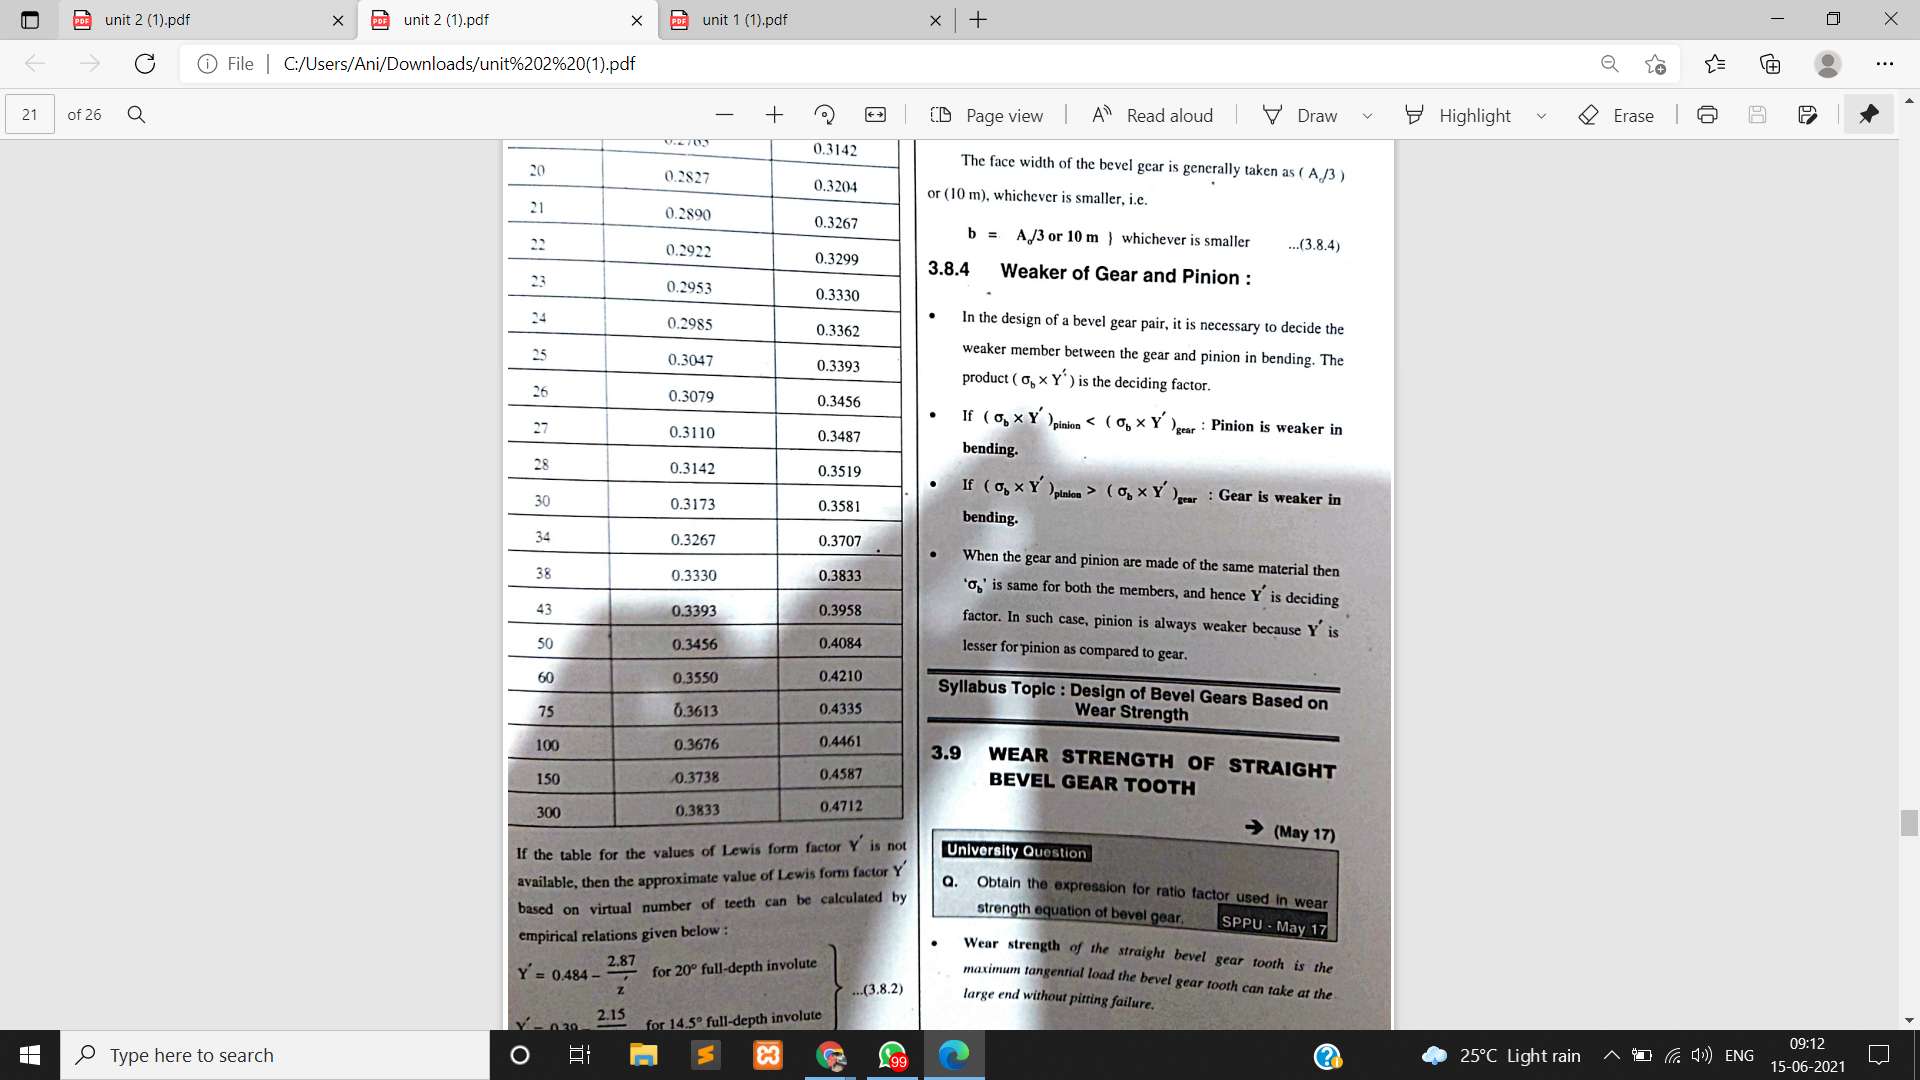 unit 2 (1).pdf
unit 2 (1).pdf
unit 1 (1).pdf
File
C:/Users/Ani/Downloads/unit%202%20(1).pdf
21 of 26
Page view
Read aloud
Draw
Highlight
Erase
0.3142
20 0.2827 0.3204
21 0.2890 0.3267
22 0.2922 0.3299
23 0.2953 0.3330
24 0.2985 0.3362
25 0.3047 0.3393
26 0.3079 0.3456
27 0.3110 0.3487
28 0.3142 0.3519
30 0.3173 0.3581
34 0.3267 0.3707
38 0.3330 0.3833
43 0.3393 0.3958
50 0.3456 0.4084
60 0.3550 0.4210
75 0.3613 0.4335
100 0.3676 0.4461
150 0.3738 0.4587
300 0.3833 0.4712
If the table for the values of Lewis form factor Y′ is not
available, then the approximate value of Lewis form factor Y′
based on virtual number of teeth can be calculated by
empirical relations given below :
Y′ = 0.484 – 2.87/z′ for 20° full-depth involute
...(3.8.2)
Y′ = 0.39 – 2.15 for 14.5° full-depth involute
The face width of the bevel gear is generally taken as ( Aₒ/3 )
or (10 m), whichever is smaller, i.e.
b = Aₒ/3 or 10 m } whichever is smaller ...(3.8.4)
3.8.4 Weaker of Gear and Pinion :
• In the design of a bevel gear pair, it is necessary to decide the
weaker member between the gear and pinion in bending. The
product ( σb × Y′ ) is the deciding factor.
• If ( σb × Y′ )pinion < ( σb × Y′ )gear : Pinion is weaker in
bending.
• If ( σb × Y′ )pinion > ( σb × Y′ )gear : Gear is weaker in
bending.
• When the gear and pinion are made of the same material then
'σb' is same for both the members, and hence Y′ is deciding
factor. In such case, pinion is always weaker because Y′ is
lesser for pinion as compared to gear.
Syllabus Topic : Design of Bevel Gears Based on
Wear Strength
3.9 WEAR STRENGTH OF STRAIGHT
BEVEL GEAR TOOTH
→ (May 17)
University Question
Q. Obtain the expression for ratio factor used in wear
strength equation of bevel gear. SPPU - May 17
• Wear strength of the straight bevel gear tooth is the
maximum tangential load the bevel gear tooth can take at the
large end without pitting failure.
Type here to search
99
25°C Light rain
ENG
09:12
15-06-2021